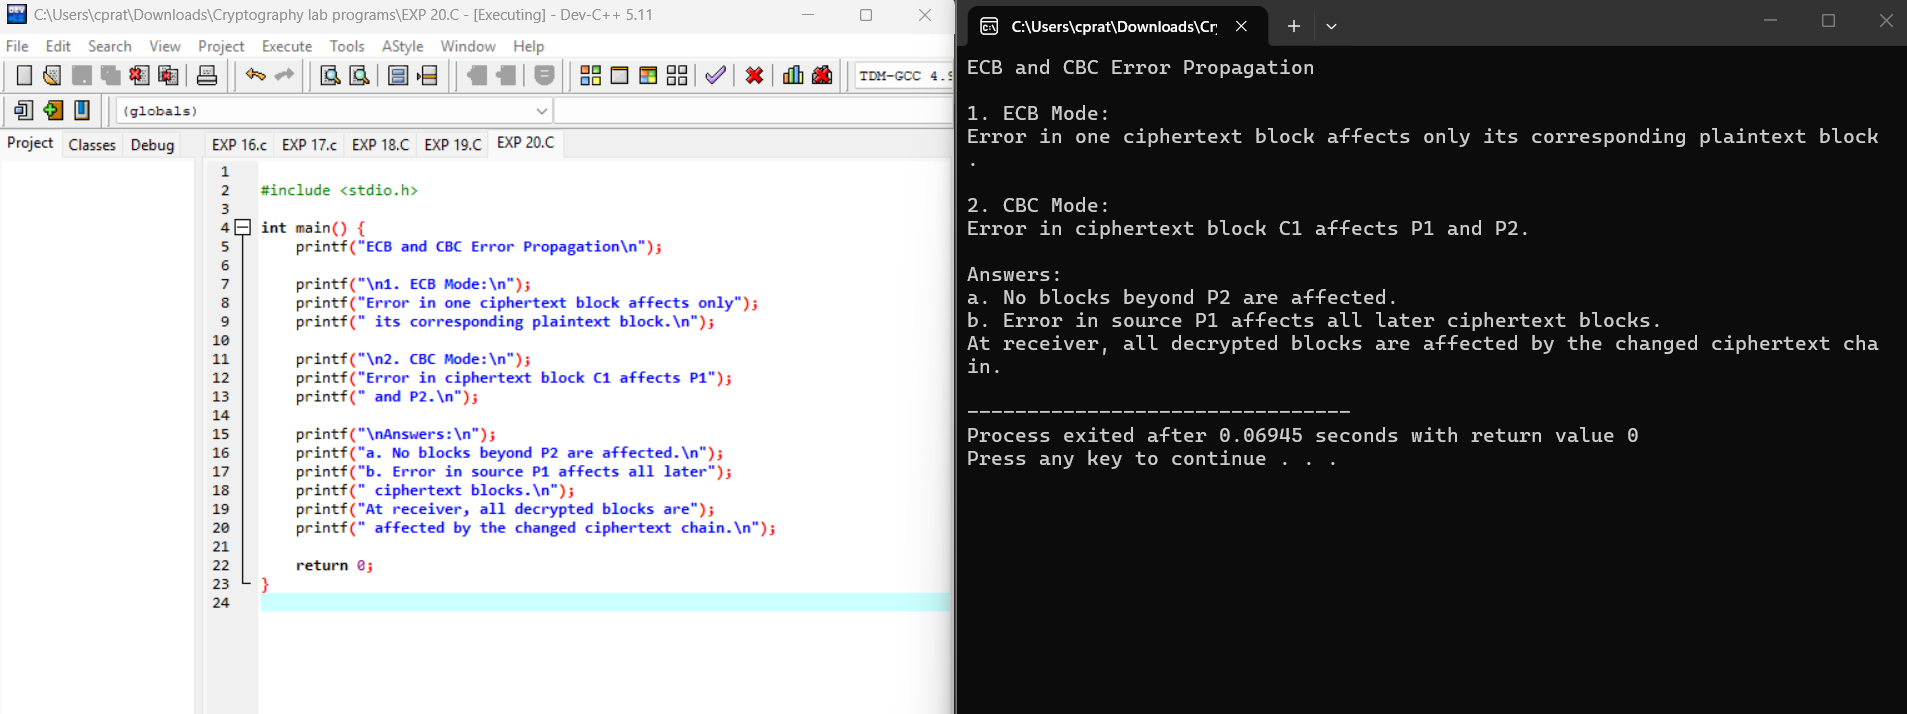 C:\Users\cprat\Downloads\Cryptography lab programs\EXP 20.C - [Executing] - Dev-C++ 5.11
File Edit Search View Project Execute Tools AStyle Window Help
TDM-GCC 4.9
(globals)
Project Classes Debug
EXP 16.c EXP 17.c EXP 18.C EXP 19.C EXP 20.C
1
2 #include <stdio.h>
3
4 int main() {
5 printf("ECB and CBC Error Propagation\n");
6
7 printf("\n1. ECB Mode:\n");
8 printf("Error in one ciphertext block affects only");
9 printf(" its corresponding plaintext block.\n");
10
11 printf("\n2. CBC Mode:\n");
12 printf("Error in ciphertext block C1 affects P1");
13 printf(" and P2.\n");
14
15 printf("\nAnswers:\n");
16 printf("a. No blocks beyond P2 are affected.\n");
17 printf("b. Error in source P1 affects all later");
18 printf(" ciphertext blocks.\n");
19 printf("At receiver, all decrypted blocks are");
20 printf(" affected by the changed ciphertext chain.\n");
21
22 return 0;
23 }
24
C:\Users\cprat\Downloads\Cr
ECB and CBC Error Propagation
1. ECB Mode:
Error in one ciphertext block affects only its corresponding plaintext block
.
2. CBC Mode:
Error in ciphertext block C1 affects P1 and P2.
Answers:
a. No blocks beyond P2 are affected.
b. Error in source P1 affects all later ciphertext blocks.
At receiver, all decrypted blocks are affected by the changed ciphertext cha
in.
--------------------------------
Process exited after 0.06945 seconds with return value 0
Press any key to continue . . .